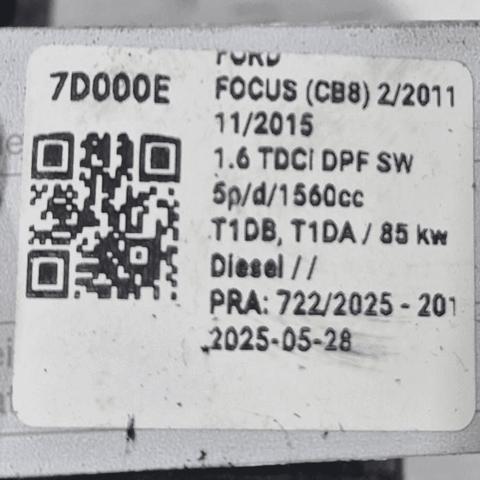 7D000E
FORD
FOCUS (CB8) 2/2011
11/2015
1.6 TDCi DPF SW
5p/d/1560cc
T1DB, T1DA / 85 kw
Diesel / /
PRA: 722/2025 - 201
2025-05-28